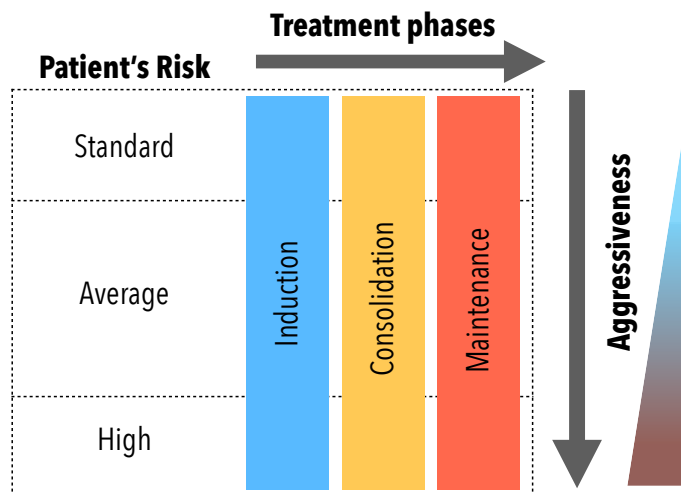 Treatment phases
Patient's Risk
Standard
Average
High
Induction
Consolidation
Maintenance
Aggressiveness